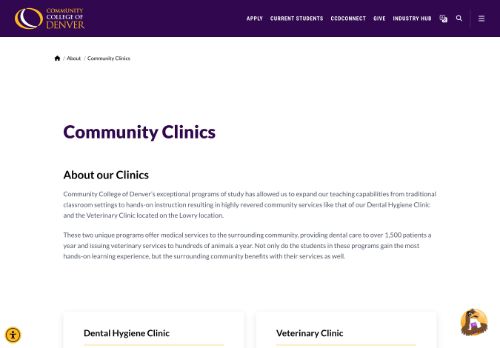 COMMUNITY
COLLEGE OF
DENVER
APPLY CURRENT STUDENTS CCDCONNECT GIVE INDUSTRY HUB
/ About / Community Clinics
Community Clinics
About our Clinics
Community College of Denver's exceptional programs of study has allowed us to expand our teaching capabilities from traditional
classroom settings to hands-on instruction resulting in highly revered community services like that of our Dental Hygiene Clinic
and the Veterinary Clinic located on the Lowry location.
These two unique programs offer medical services to the surrounding community, providing dental care to over 1,500 patients a
year and issuing veterinary services to hundreds of animals a year. Not only do the students in these programs gain the most
hands-on learning experience, but the surrounding community benefits with their services as well.
Dental Hygiene Clinic
Veterinary Clinic